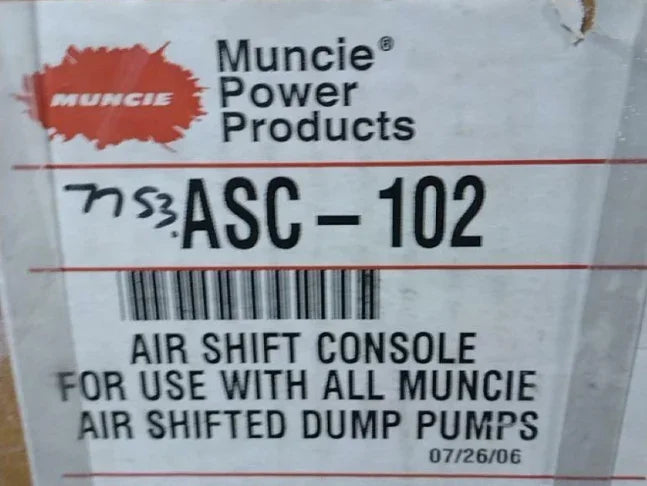 MUNCIE
Muncie®
Power
Products
ASC-102
AIR SHIFT CONSOLE
FOR USE WITH ALL MUNCIE
AIR SHIFTED DUMP PUMPS
07/26/06